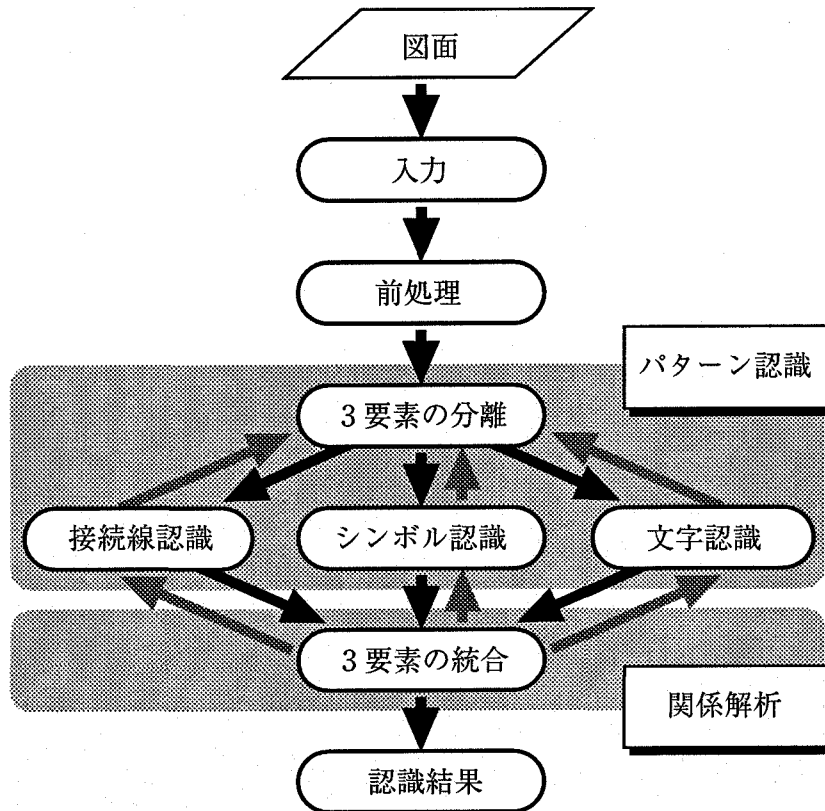 図面
入力
前処理
パターン認識
3要素の分離
接続線認識
シンボル認識
文字認識
3要素の統合
関係解析
認識結果